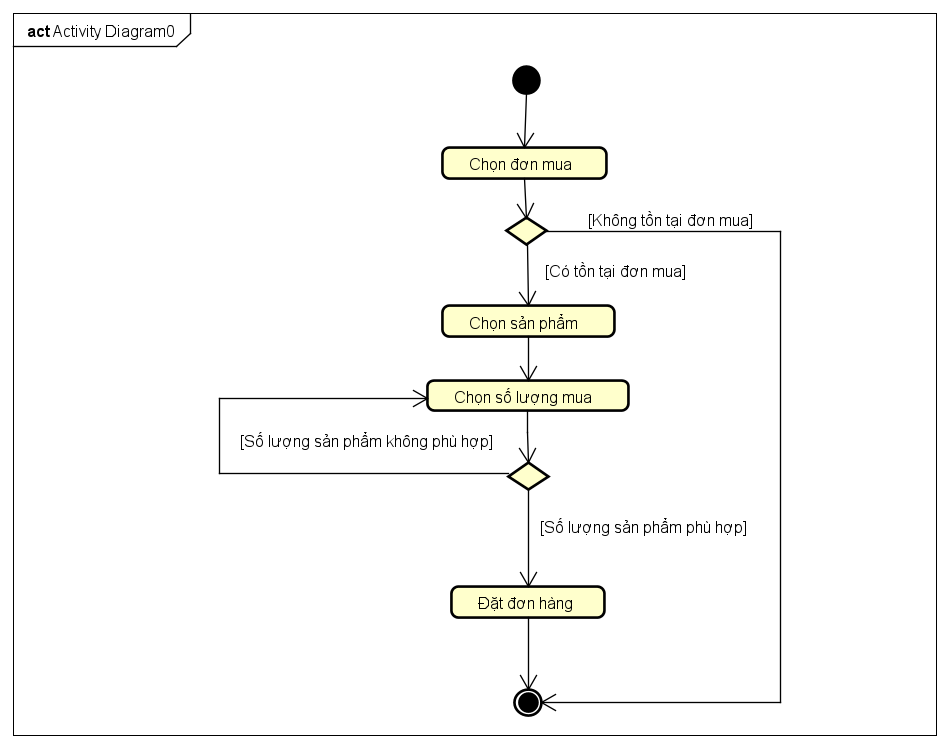 act Activity Diagram0
Chọn đơn mua
[Không tồn tại đơn mua]
[Có tồn tại đơn mua]
Chọn sản phẩm
Chọn số lượng mua
[Số lượng sản phẩm không phù hợp]
[Số lượng sản phẩm phù hợp]
Đặt đơn hàng